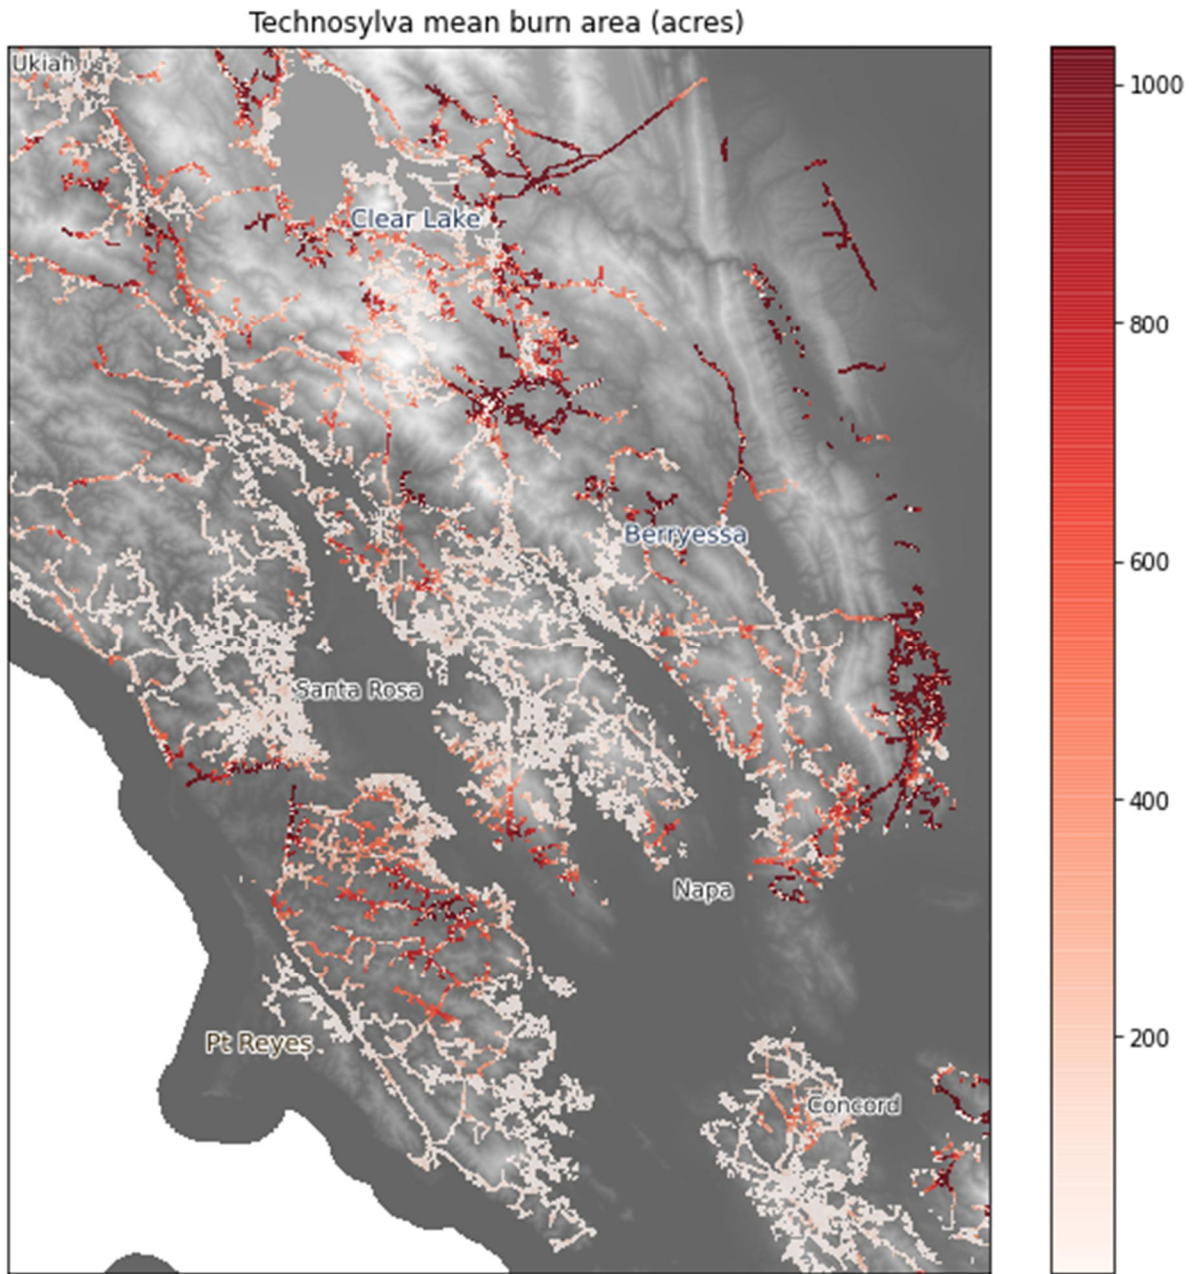 Technosylva mean burn area (acres)
Ukiah
1000
Clear Lake
800
600
Berryessa
Santa Rosa
400
Napa
Pt Reyes
200
Concord